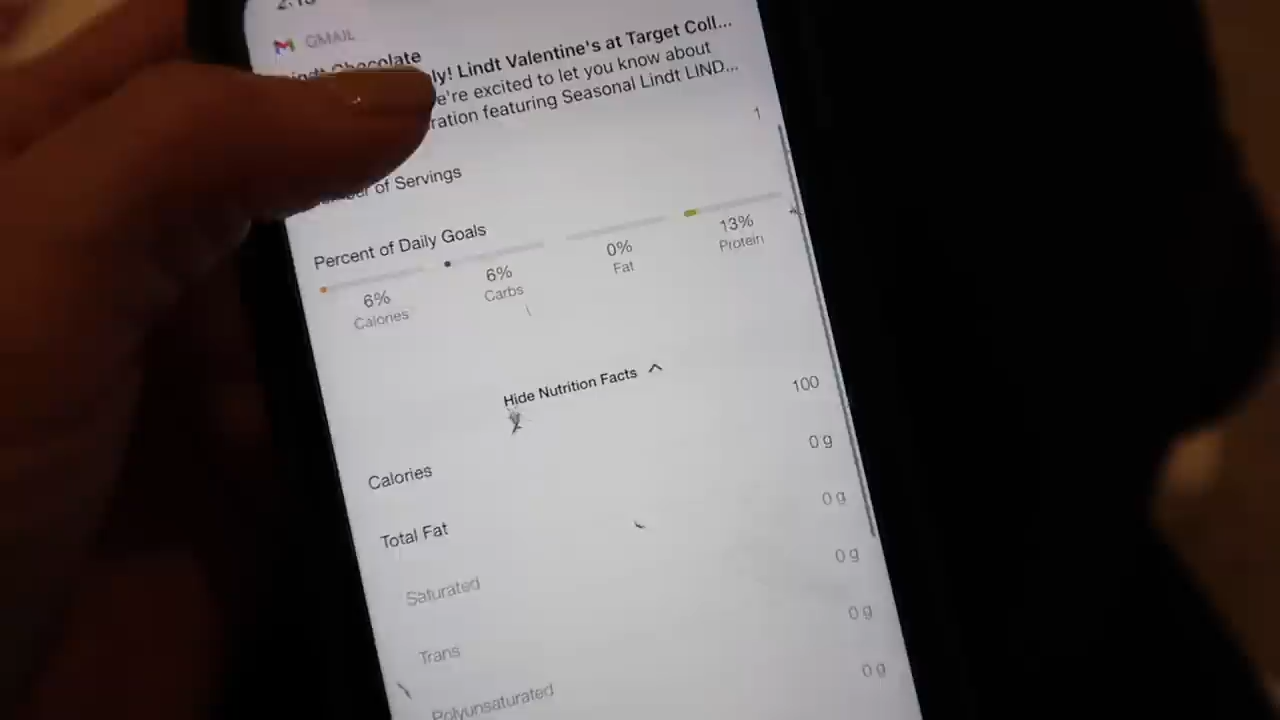 GMAIL
Chocolate
ly! Lindt Valentine's at Target Coll...
e're excited to let you know about
ration featuring Seasonal Lindt LIND...
1
of Servings
Percent of Daily Goals
6%
Calories
6%
Carbs
0%
Fat
13%
Protein
Hide Nutrition Facts
Calories
100
Total Fat
0 g
Saturated
0 g
Trans
0 g
Polyunsaturated
0 g
0 g